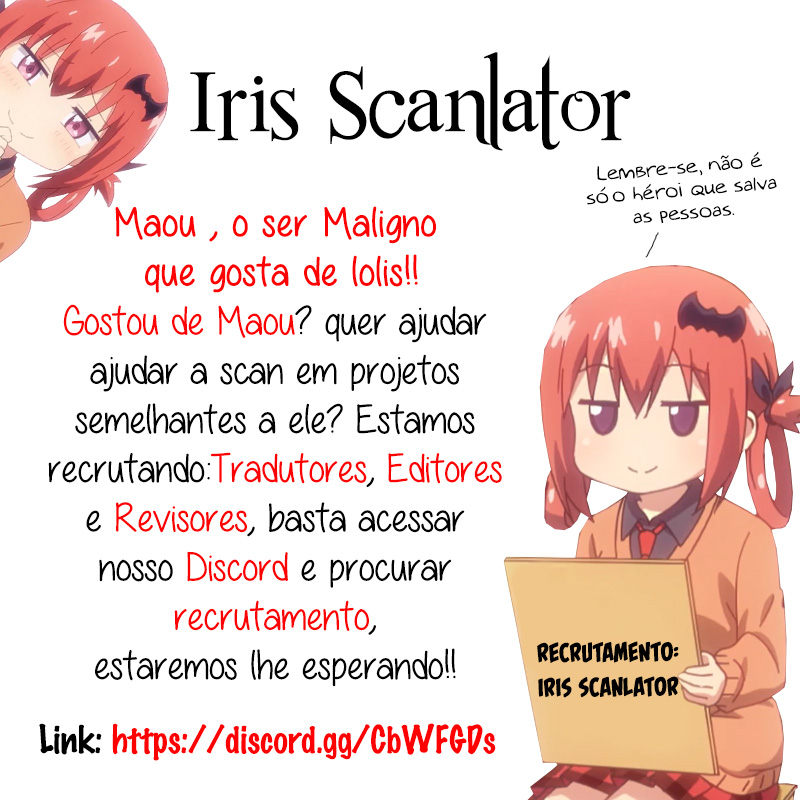 Iris Scanlator
Lembre-se, não é
só o héroi que salva
as pessoas.
Maou , o ser Maligno
que gosta de lolis!!
Gostou de Maou? quer ajudar
ajudar a scan em projetos
semelhantes a ele? Estamos
recrutando:Tradutores, Editores
e Revisores, basta acessar
nosso Discord e procurar
recrutamento,
estaremos lhe esperando!!
Link: https://discord.gg/CbWFGDs
RECRUTAMENTO:
IRIS SCANLATOR